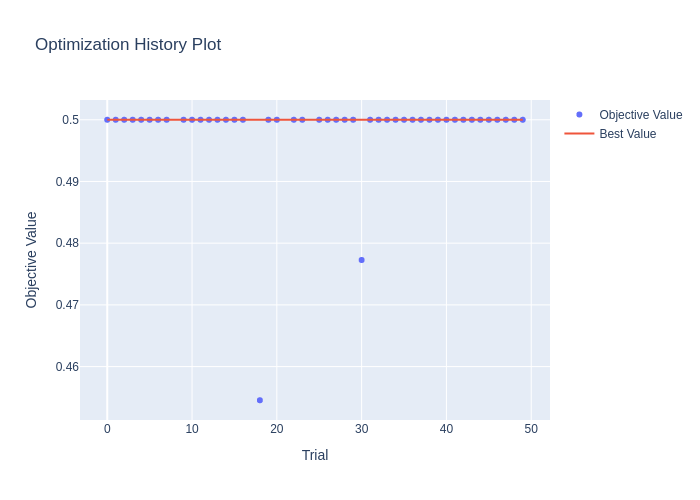 Optimization History Plot
0.5
0.49
0.48
0.47
0.46
Objective Value
0 10 20 30 40 50
Trial
Objective Value
Best Value